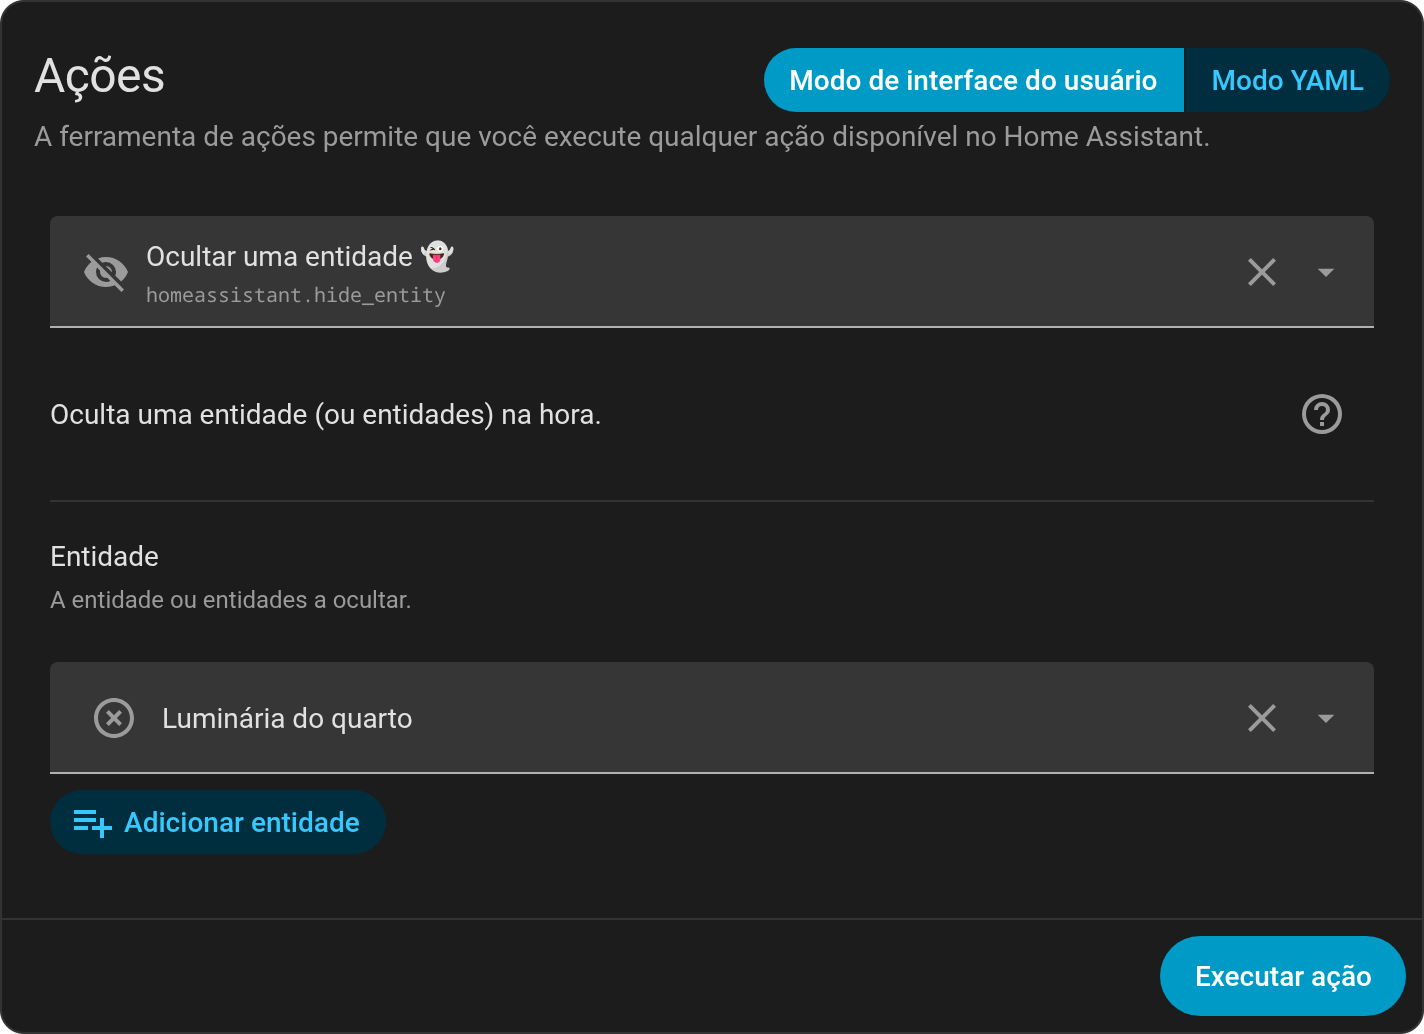 Ações
Modo de interface do usuário
Modo YAML
A ferramenta de ações permite que você execute qualquer ação disponível no Home Assistant.
Ocultar uma entidade 👻
homeassistant.hide_entity
Oculta uma entidade (ou entidades) na hora.
Entidade
A entidade ou entidades a ocultar.
Luminária do quarto
Adicionar entidade
Executar ação